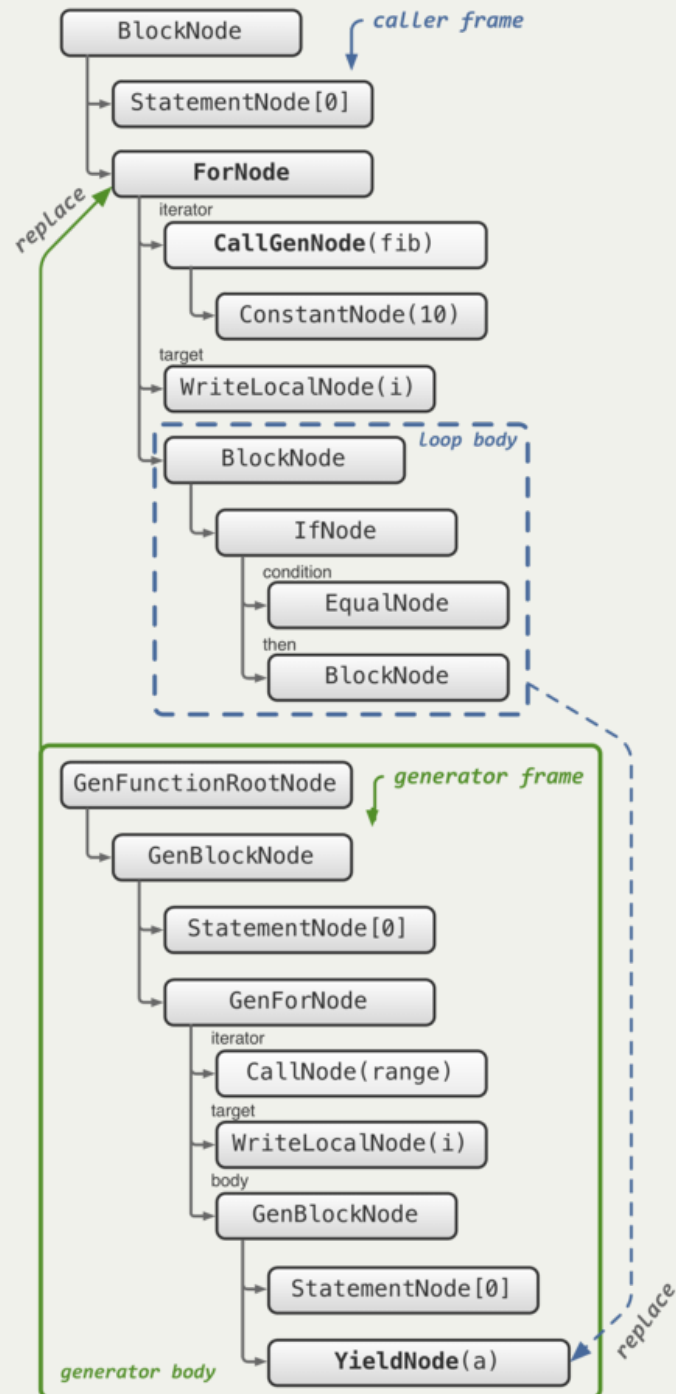 BlockNode
caller frame
StatementNode[0]
ForNode
replace
iterator
CallGenNode(fib)
ConstantNode(10)
target
WriteLocalNode(i)
loop body
BlockNode
IfNode
condition
EqualNode
then
BlockNode
GenFunctionRootNode
generator frame
GenBlockNode
StatementNode[0]
GenForNode
iterator
CallNode(range)
target
WriteLocalNode(i)
body
GenBlockNode
StatementNode[0]
replace
YieldNode(a)
generator body